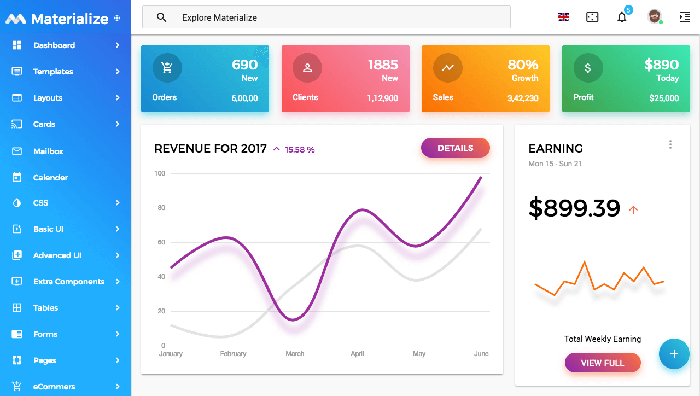 Materialize
Explore Materialize
5
Dashboard
Templates
Layouts
Cards
Mailbox
Calender
CSS
Basic UI
Advanced UI
Extra Components
Tables
Forms
Pages
eCommers
690
New
Orders 6,00,00
1885
New
Clients 1,12,900
80%
Growth
Sales 3,42,230
$ $890
Today
Profit $25,000
REVENUE FOR 2017 15.58 % DETAILS
100
80
60
40
20
0
January February March April May June
EARNING
Mon 15 - Sun 21
$899.39
Total Weekly Earning
VIEW FULL